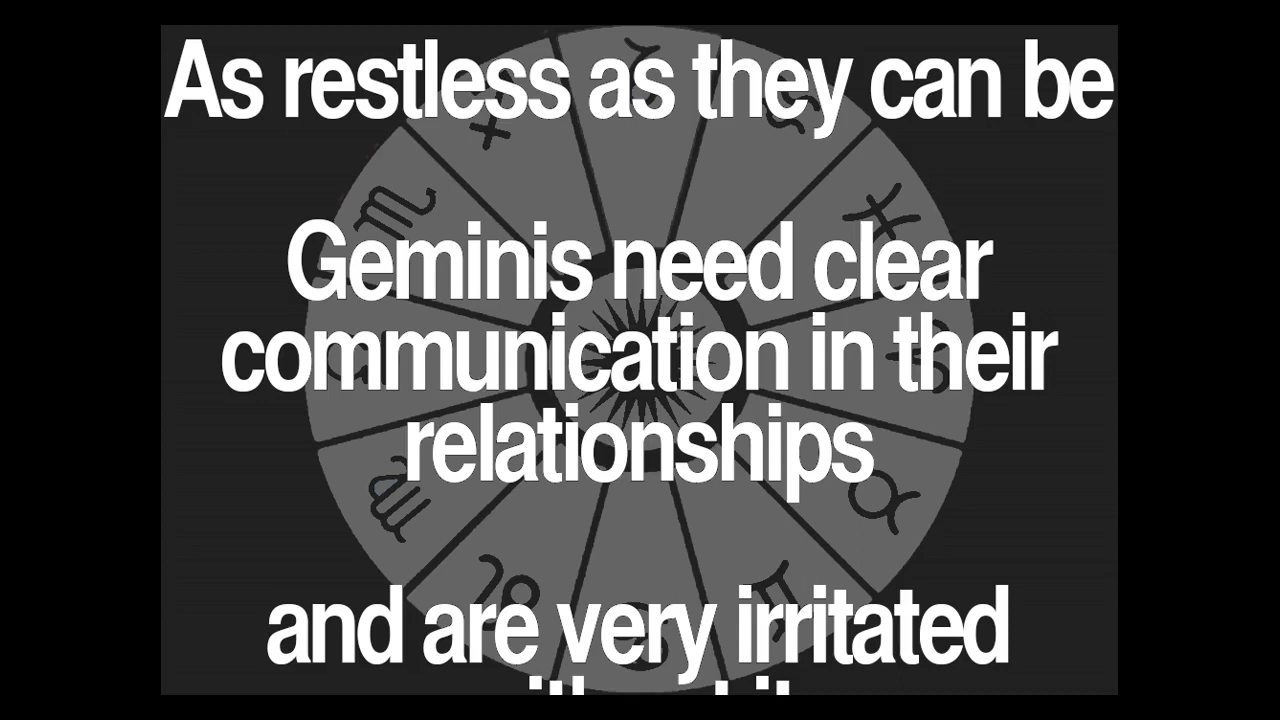 As restless as they can be
Geminis need clear
communication in their
relationships
and are very irritated